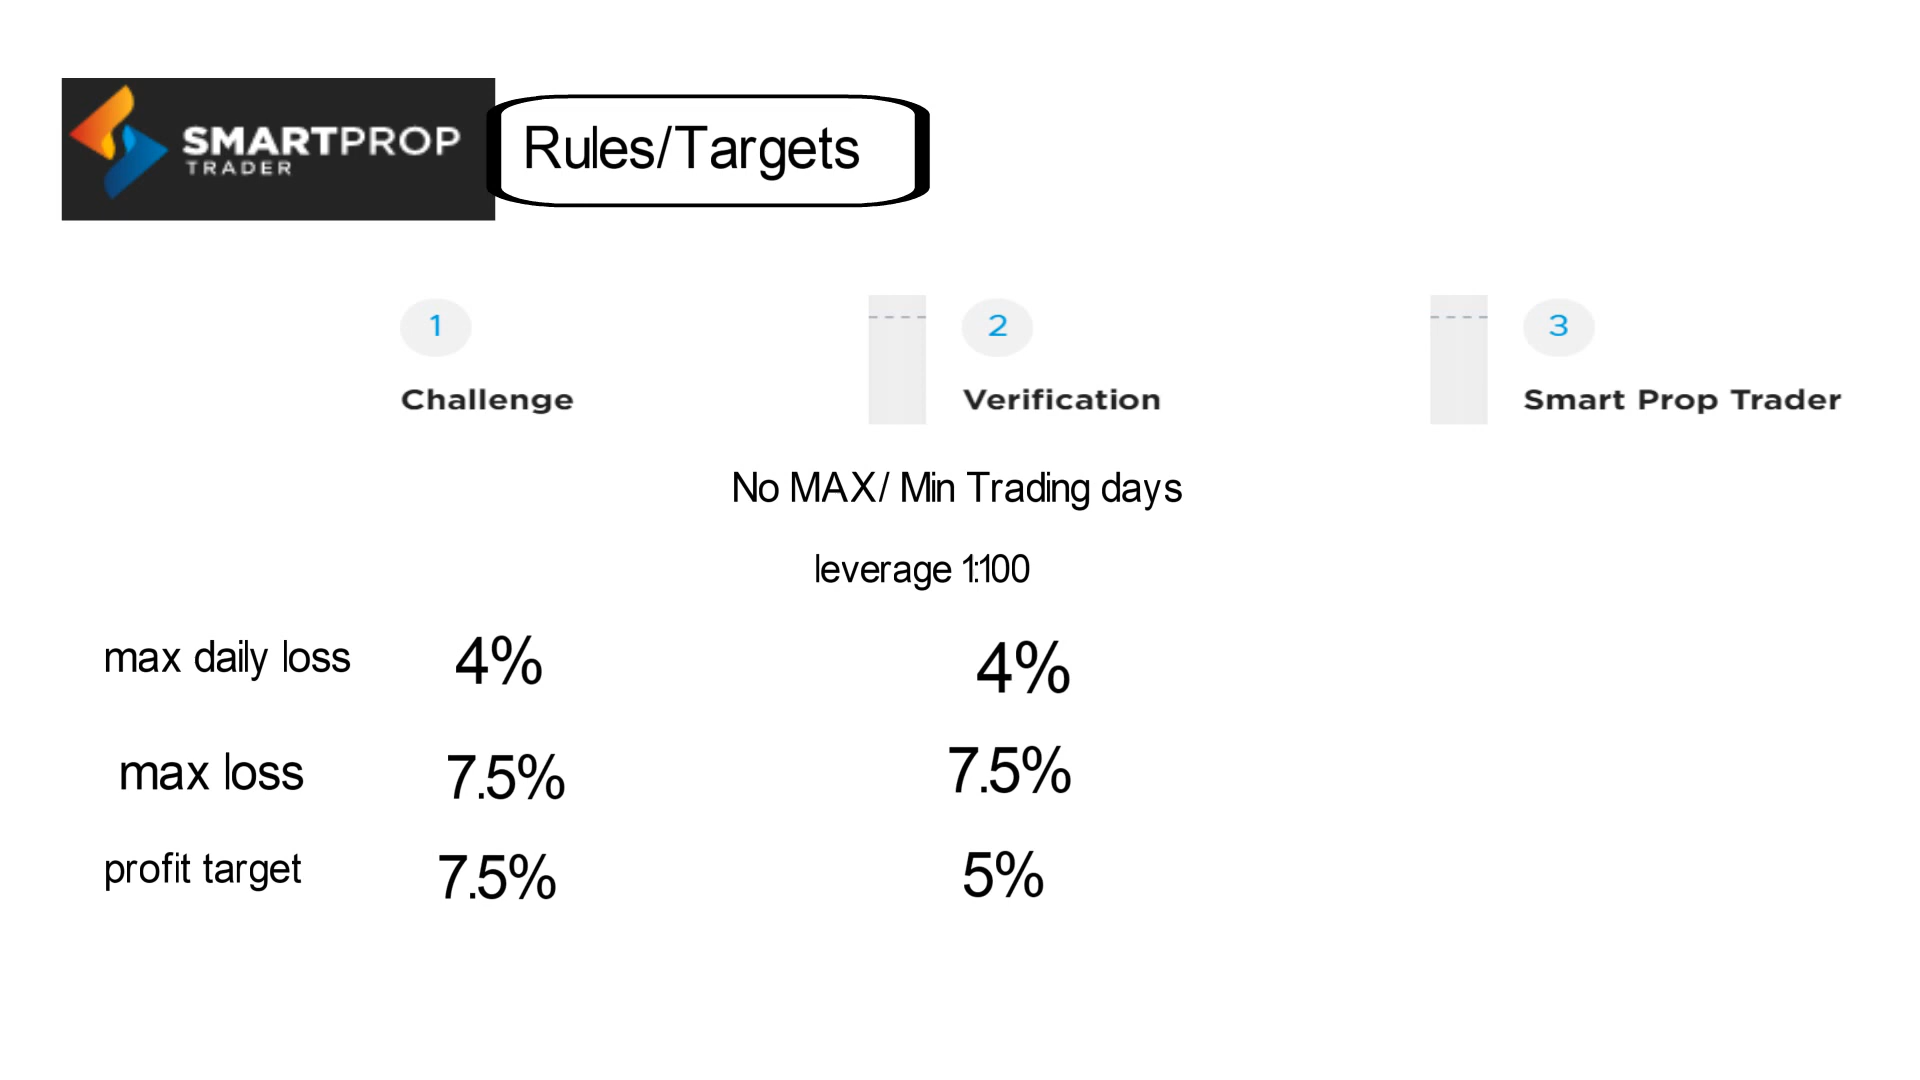 SMARTPROP
TRADER
Rules/Targets
1
2
3
Challenge
Verification
Smart Prop Trader
No MAX/ Min Trading days
leverage 1:100
max daily loss 4% 4%
max loss 7.5% 7.5%
profit target 7.5% 5%